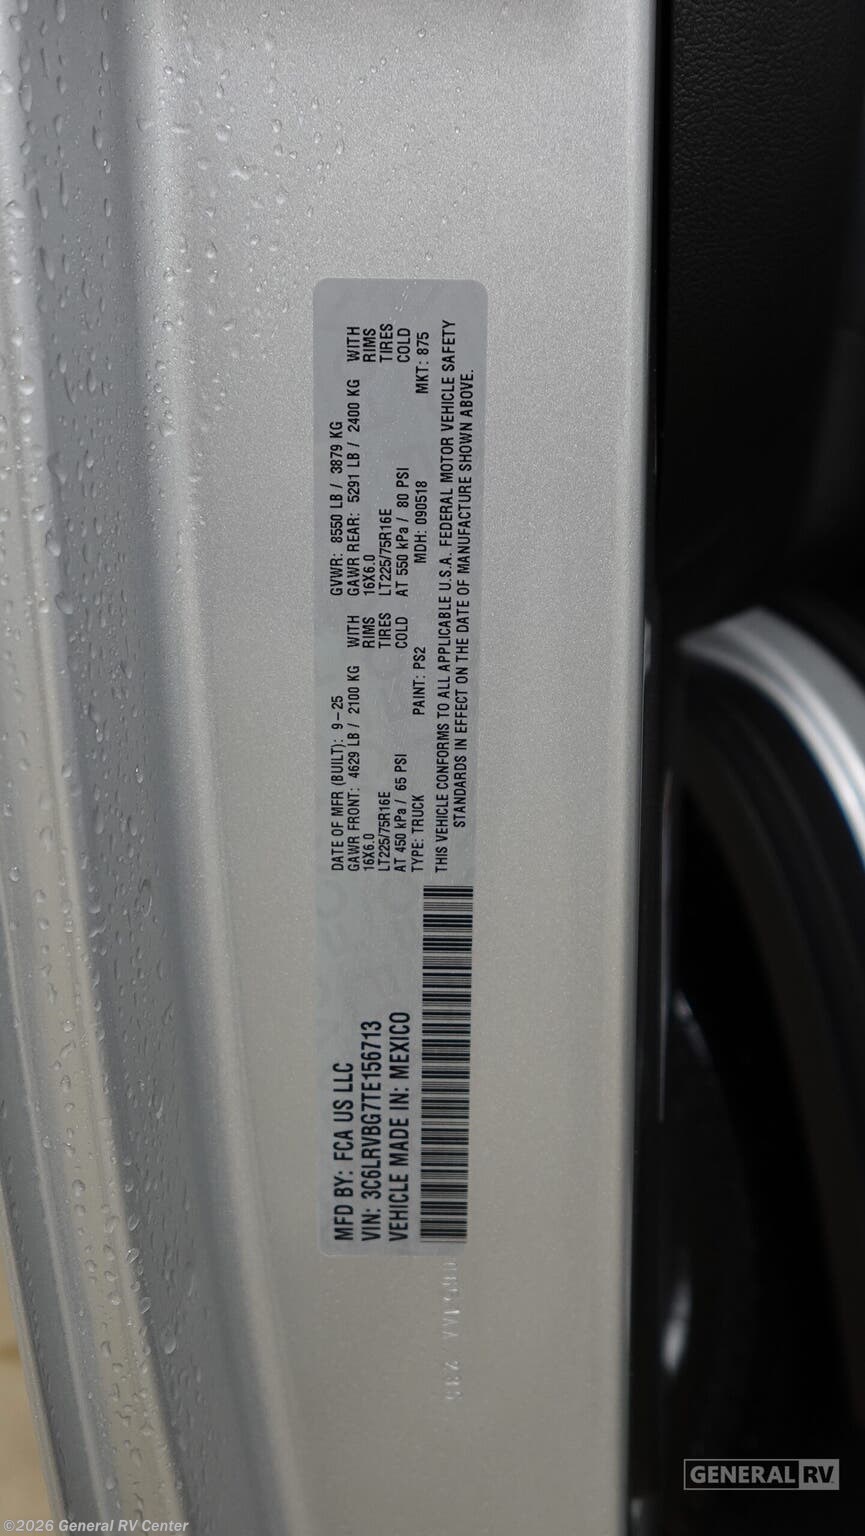 MFD BY: FCA US LLC
VIN: 3C6LRVBG7TE156713
VEHICLE MADE IN: MEXICO
DATE OF MFR (BUILT): 9-25 GVWR: 8550 LB / 3879 KG
GAWR FRONT: 4629 LB / 2100 KG WITH GAWR REAR: 5291 LB / 2400 KG WITH
16X6.0 RIMS 16X6.0 RIMS
LT225/75R16E TIRES LT225/75R16E TIRES
AT 450 kPa / 65 PSI COLD AT 550 kPa / 80 PSI COLD
TYPE: TRUCK PAINT: PS2 MDH: 090518 MKT: 875
THIS VEHICLE CONFORMS TO ALL APPLICABLE U.S.A. FEDERAL MOTOR VEHICLE SAFETY
STANDARDS IN EFFECT ON THE DATE OF MANUFACTURE SHOWN ABOVE.
GENERAL RV
©2026 General RV Center